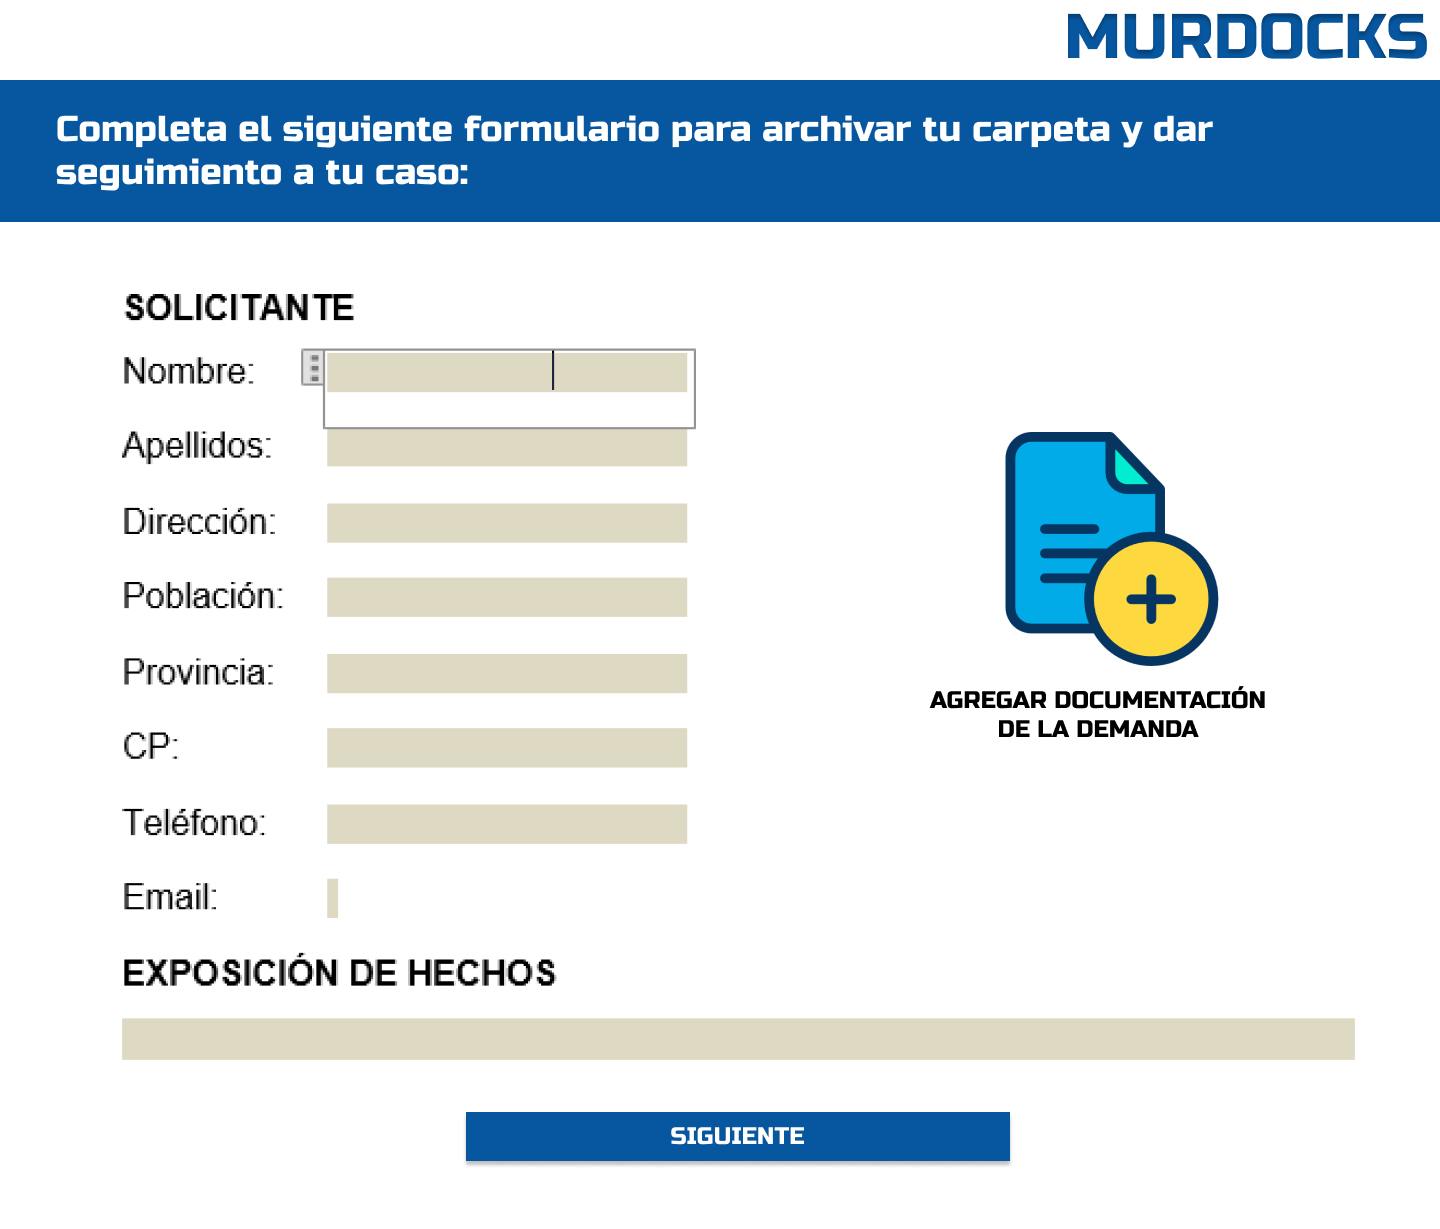 MURDOCKS
Completa el siguiente formulario para archivar tu carpeta y dar
seguimiento a tu caso:
SOLICITANTE
Nombre:
Apellidos:
Dirección:
Población:
Provincia:
CP:
Teléfono:
Email:
AGREGAR DOCUMENTACIÓN
DE LA DEMANDA
EXPOSICIÓN DE HECHOS
SIGUIENTE